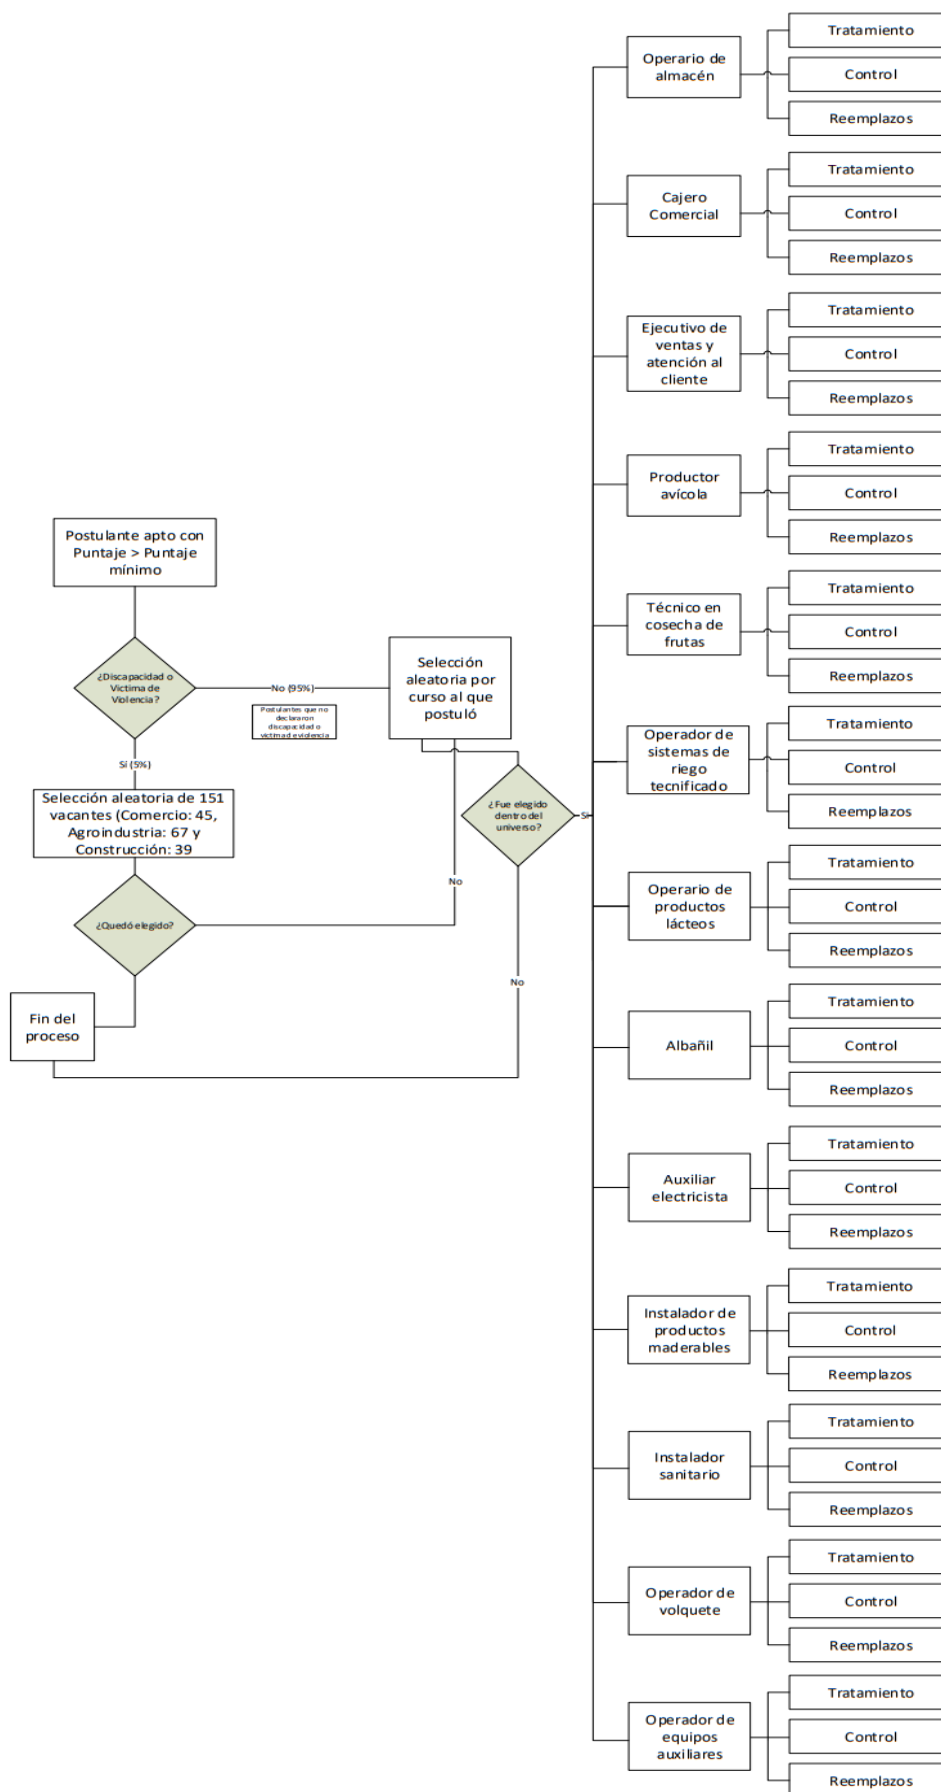 Postulante apto con
Puntaje > Puntaje
mínimo
¿Discapacidad o
Víctima de
Violencia?
No (95%)
Postulantes que no
declararon
discapacidad o
víctima de violencia
Sí (5%)
Selección aleatoria de 151
vacantes (Comercio: 45,
Agroindustria: 67 y
Construcción: 39
¿Quedó elegido?
No
Fin del
proceso
Selección
aleatoria por
curso al que
postuló
¿Fue elegido
dentro del
universo?
Sí
No
Operario de
almacén
Tratamiento
Control
Reemplazos
Cajero
Comercial
Tratamiento
Control
Reemplazos
Ejecutivo de
ventas y
atención al
cliente
Tratamiento
Control
Reemplazos
Productor
avícola
Tratamiento
Control
Reemplazos
Técnico en
cosecha de
frutas
Tratamiento
Control
Reemplazos
Operador de
sistemas de
riego
tecnificado
Tratamiento
Control
Reemplazos
Operario de
productos
lácteos
Tratamiento
Control
Reemplazos
Albañil
Tratamiento
Control
Reemplazos
Auxiliar
electricista
Tratamiento
Control
Reemplazos
Instalador de
productos
maderables
Tratamiento
Control
Reemplazos
Instalador
sanitario
Tratamiento
Control
Reemplazos
Operador de
volquete
Tratamiento
Control
Reemplazos
Operador de
equipos
auxiliares
Tratamiento
Control
Reemplazos